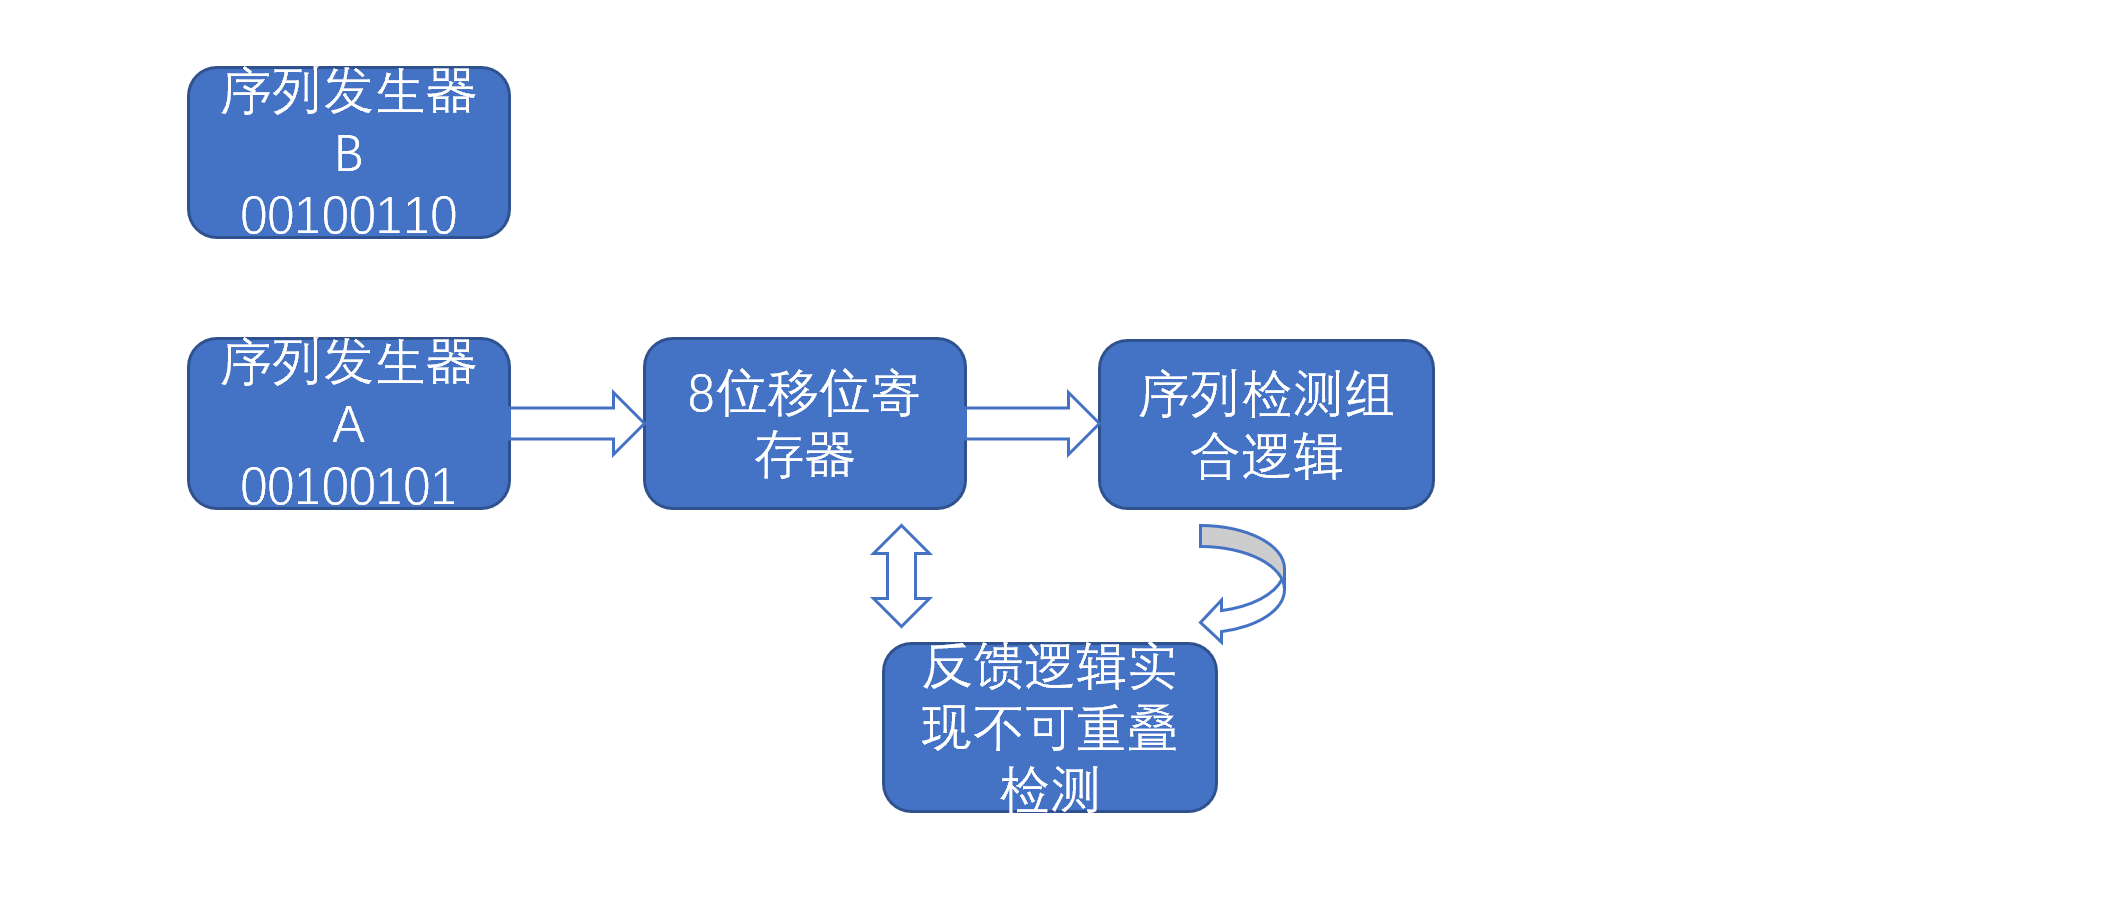 序列发生器
B
00100110
序列发生器
A
00100101
8位移位寄
存器
序列检测组
合逻辑
反馈逻辑实
现不可重叠
检测